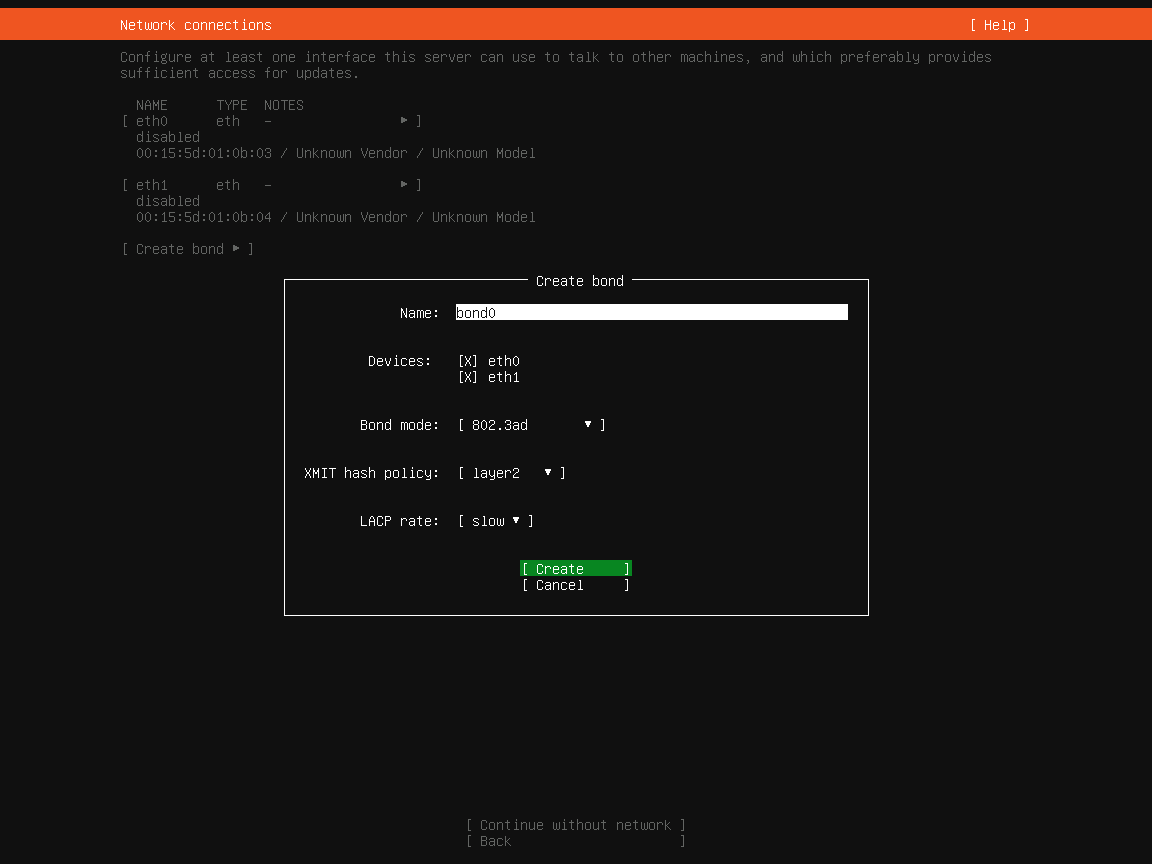 Network connections [ Help ]
Configure at least one interface this server can use to talk to other machines, and which preferably provides
sufficient access for updates.
NAME TYPE NOTES
[ eth0 eth – ▸ ]
disabled
00:15:5d:01:0b:03 / Unknown Vendor / Unknown Model
[ eth1 eth – ▸ ]
disabled
00:15:5d:01:0b:04 / Unknown Vendor / Unknown Model
[ Create bond ▸ ]
Create bond
Name: bond0
Devices: [X] eth0
[X] eth1
Bond mode: [ 802.3ad ▾ ]
XMIT hash policy: [ layer2 ▾ ]
LACP rate: [ slow ▾ ]
[ Create ]
[ Cancel ]
[ Continue without network ]
[ Back ]